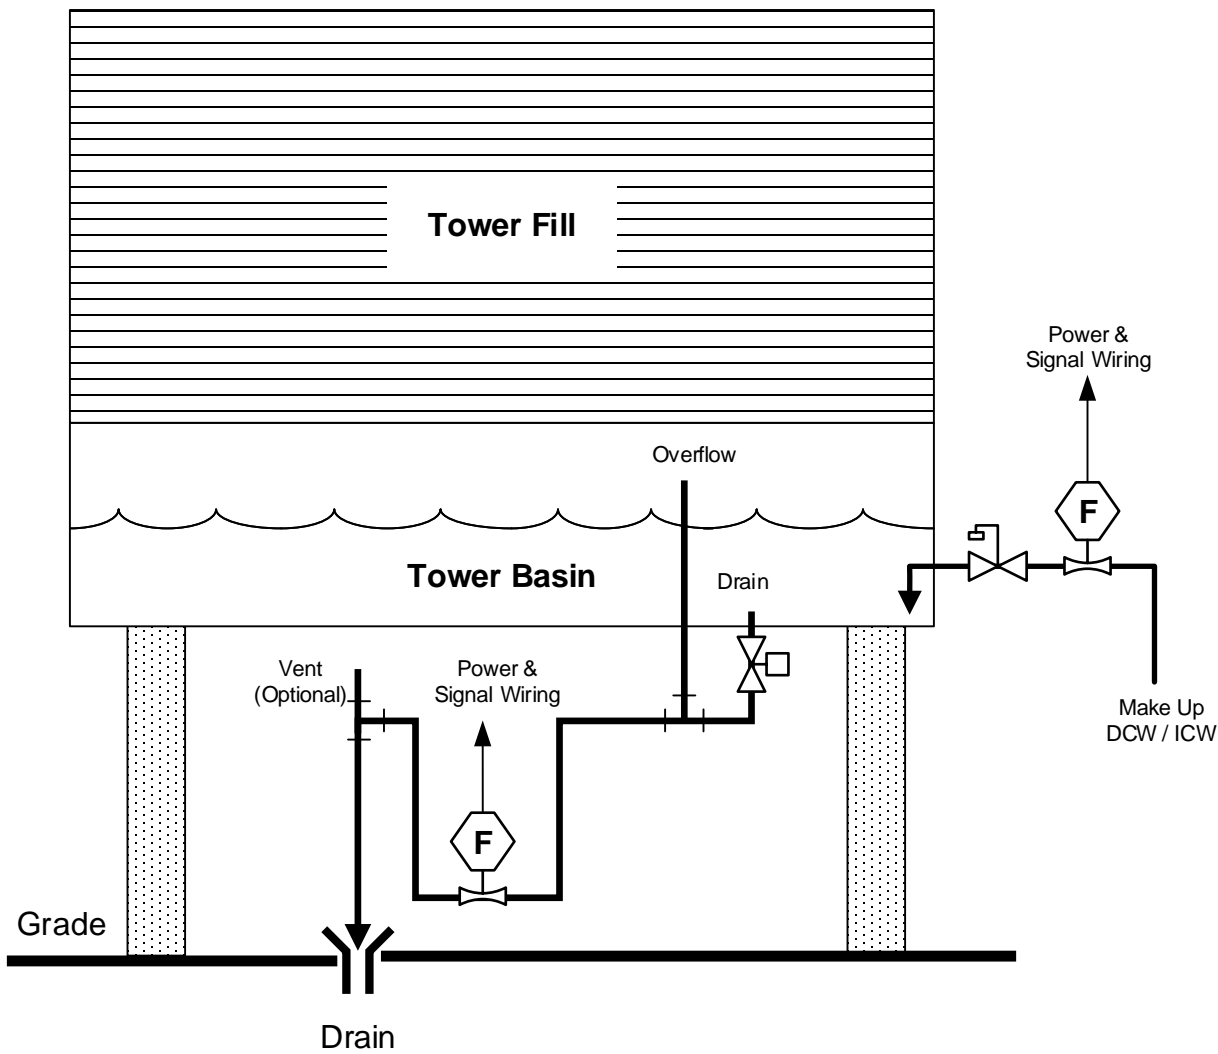 Tower Fill
Power &
Signal Wiring
Overflow
F
Tower Basin
Drain
Vent
(Optional)
Power &
Signal Wiring
Make Up
DCW / ICW
F
Grade
Drain